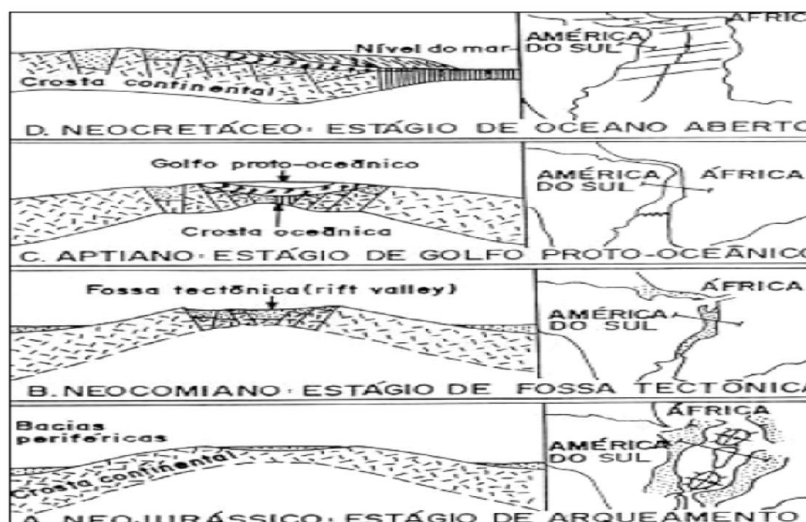 ÁFRICA
AMÉRICA
DO SUL
Nível do mar
Crosta continental
D. NEOCRETÁCEO: ESTÁGIO DE OCEANO ABERTO
Golfo proto-oceânico
AMÉRICA
DO SUL
ÁFRICA
Crosta oceânica
C. APTIANO: ESTÁGIO DE GOLFO PROTO-OCEÂNICO
Fossa tectônica (rift valley)
ÁFRICA
AMÉRICA
DO SUL
B. NEOCOMIANO: ESTÁGIO DE FOSSA TECTÔNICA
Bacias
periféricas
ÁFRICA
AMÉRICA
DO SUL
Crosta continental
A. NEOJURÁSSICO: ESTÁGIO DE ARQUEAMENTO